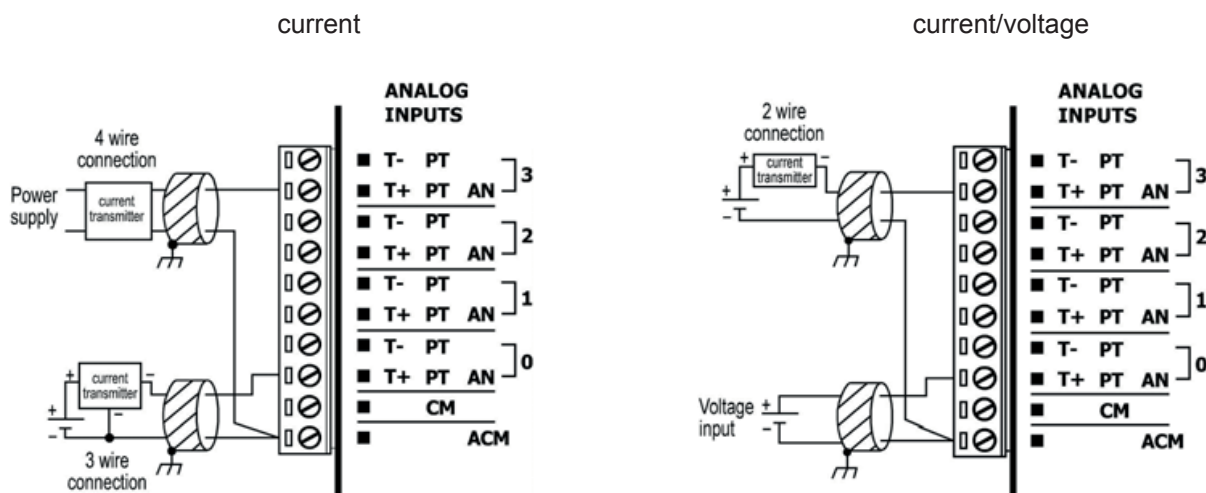 current
ANALOG
INPUTS
4 wire
connection
Power
supply
current
transmitter
T- PT
T+ PT AN
3
T- PT
T+ PT AN
2
T- PT
T+ PT AN
1
T- PT
T+ PT AN
0
CM
ACM
+ -
current
transmitter
+
-
-
3 wire
connection
current/voltage
ANALOG
INPUTS
2 wire
connection
+ -
current
transmitter
+
-
T- PT
T+ PT AN
3
T- PT
T+ PT AN
2
T- PT
T+ PT AN
1
T- PT
T+ PT AN
0
CM
ACM
Voltage
input
+
-